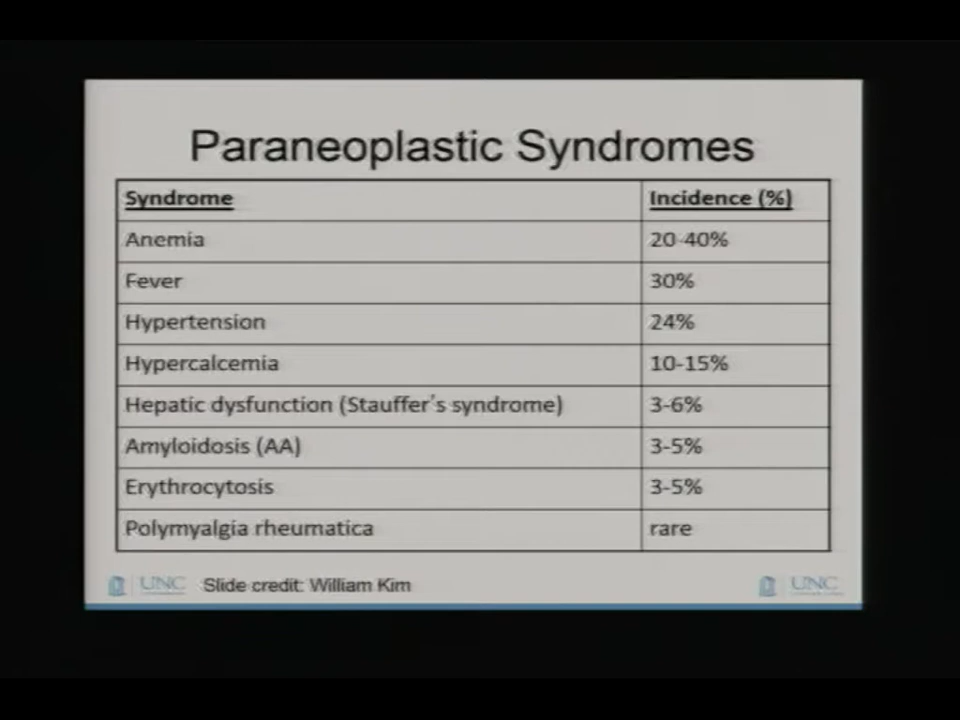 Paraneoplastic Syndromes
Syndrome Incidence (%)
Anemia 20-40%
Fever 30%
Hypertension 24%
Hypercalcemia 10-15%
Hepatic dysfunction (Stauffer's syndrome) 3-6%
Amyloidosis (AA) 3-5%
Erythrocytosis 3-5%
Polymyalgia rheumatica rare
UNC Slide credit: William Kim UNC